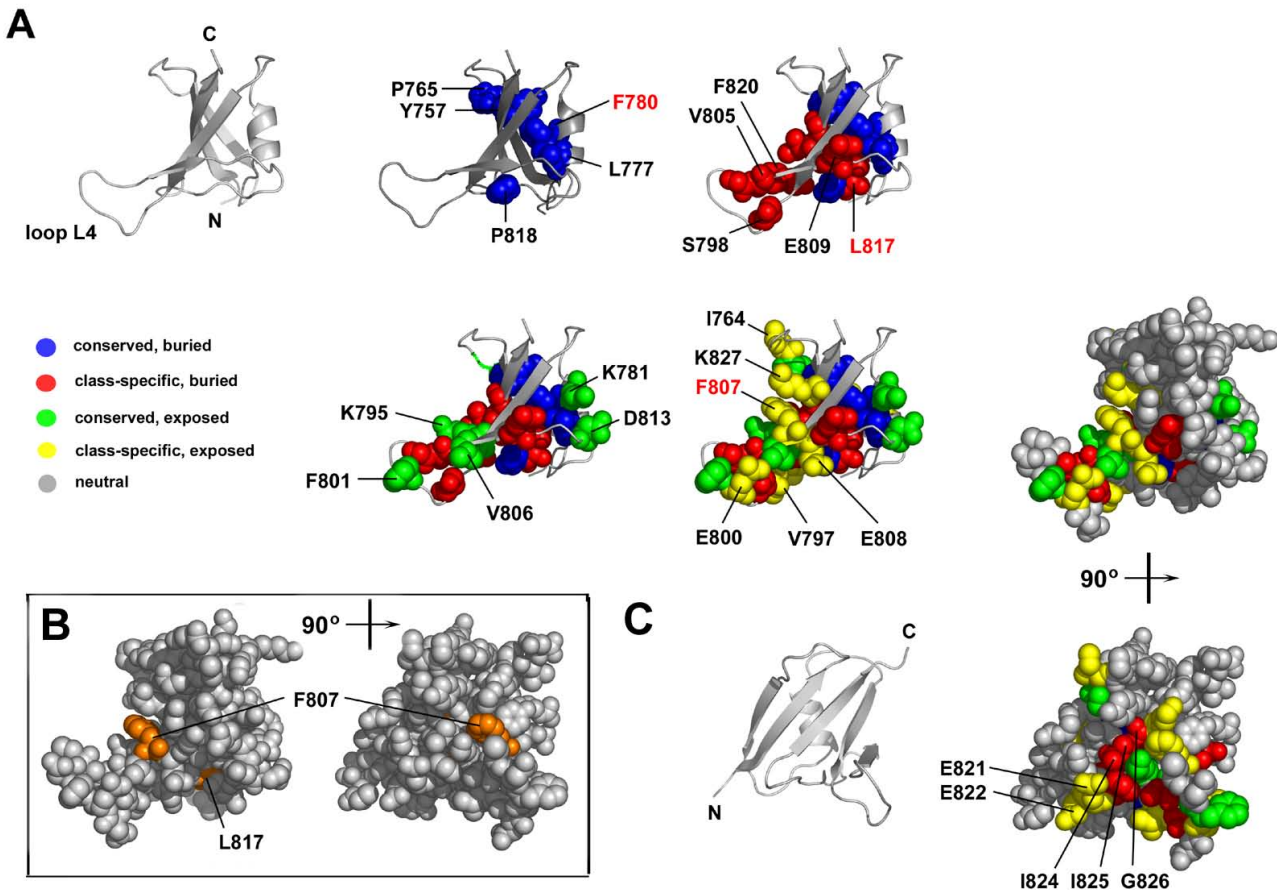 A
C
N
loop L4
P765
Y757
F780
L777
P818
F820
V805
S798
E809
L817
conserved, buried
class-specific, buried
conserved, exposed
class-specific, exposed
neutral
K795
F801
V806
K781
D813
I764
K827
F807
E800
V797
E808
90°
B
90°
F807
L817
C
C
N
E821
E822
I824
I825
G826